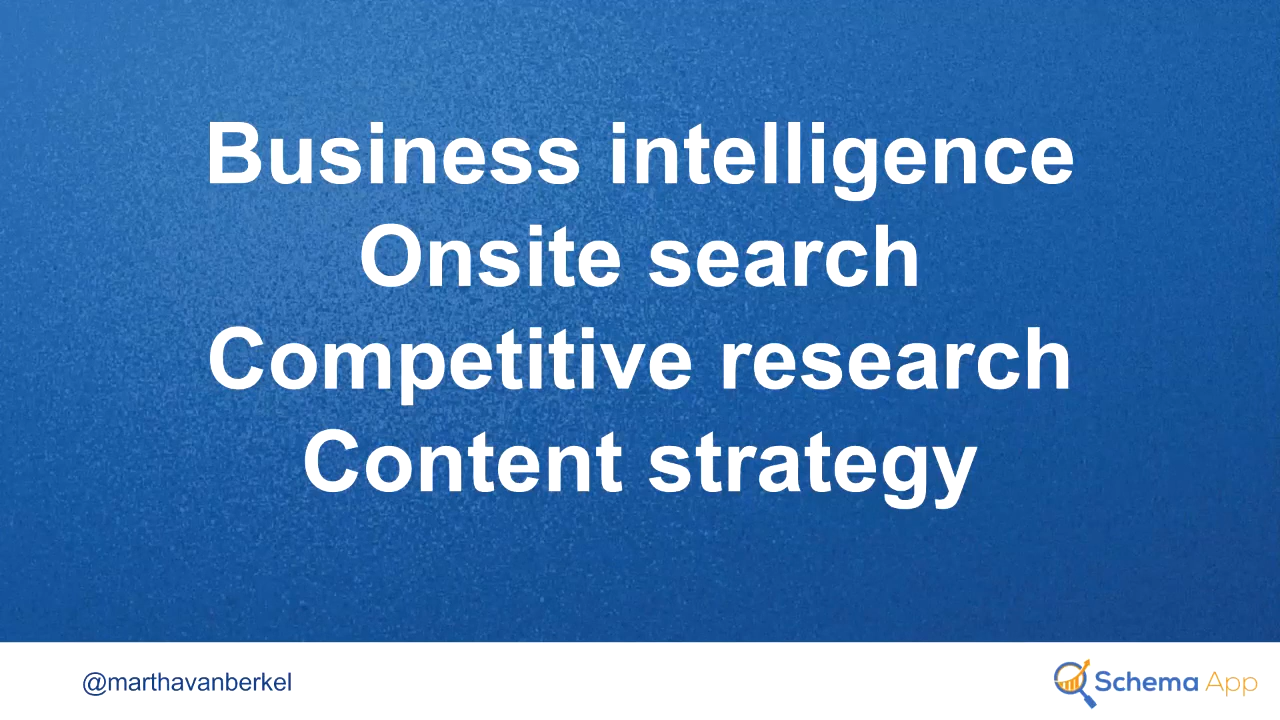 Business intelligence
Onsite search
Competitive research
Content strategy
@marthavanberkel
Schema App